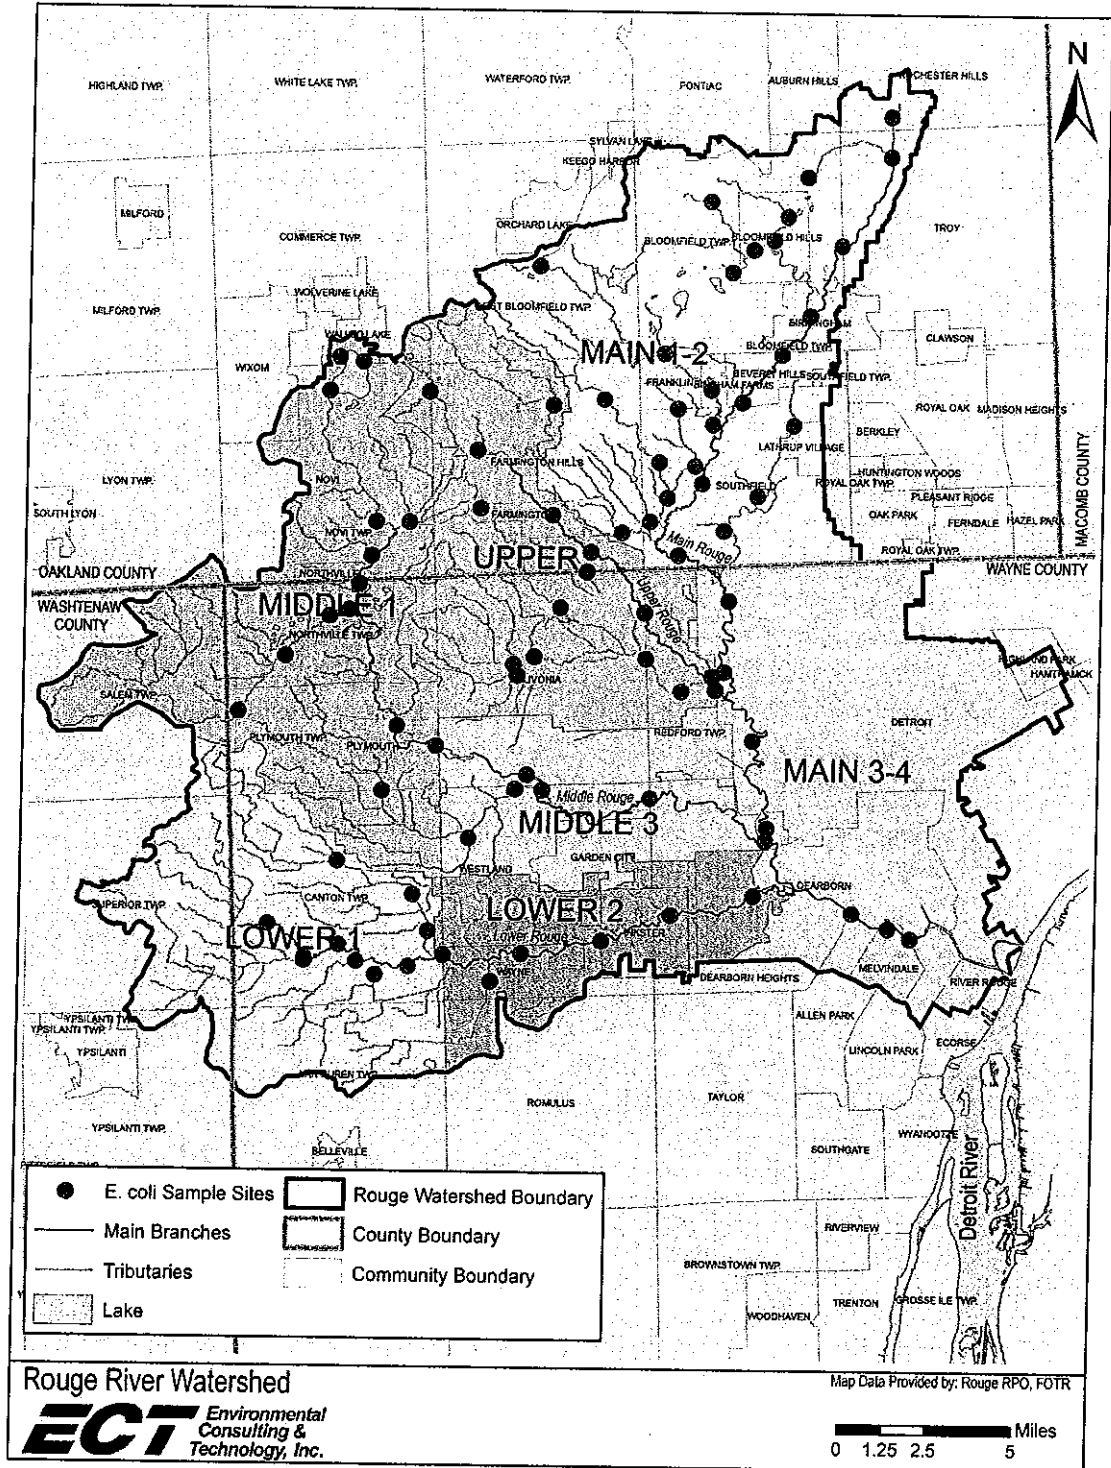 N
ROCHESTER HILLS
AUBURN HILLS
HIGHLAND TWP.
WHITE LAKE TWP.
WATERFORD TWP.
PONTIAC
SYLVAN LAKE
KEEGO HARBOR
MILFORD
ORCHARD LAKE
TROY
COMMERCE TWP.
BLOOMFIELD TWP.
BLOOMFIELD HILLS
WOLVERINE LAKE
WEST BLOOMFIELD TWP.
MILFORD TWP.
BIRMINGHAM
WALLED LAKE
CLAWSON
BLOOMFIELD TWP.
MAIN 1-2
WIXOM
BEVERLY HILLS
SOUTHFIELD TWP.
FRANKLIN
BINGHAM FARMS
ROYAL OAK
MADISON HEIGHTS
BERKLEY
LATHRUP VILLAGE
FARMINGTON HILLS
HUNTINGTON WOODS
LYON TWP.
NOVI
SOUTHFIELD
ROYAL OAK TWP.
PLEASANT RIDGE
SOUTH LYON
FARMINGTON
OAK PARK
FERNDALE
HAZEL PARK
MACOMB COUNTY
NOVI TWP.
Main Rouge
ROYAL OAK TWP.
UPPER
OAKLAND COUNTY
NORTHVILLE
WAYNE COUNTY
WASHTENAW
COUNTY
MIDDLE 1
Upper Rouge
NORTHVILLE TWP.
HIGHLAND PARK
HAMTRAMCK
LIVONIA
SALEM TWP.
DETROIT
PLYMOUTH TWP.
PLYMOUTH
REDFORD TWP.
MAIN 3-4
Middle Rouge
MIDDLE 3
GARDEN CITY
WESTLAND
DEARBORN
CANTON TWP.
SUPERIOR TWP.
LOWER 2
LOWER 1
Lower Rouge
INKSTER
WAYNE
DEARBORN HEIGHTS
MELVINDALE
RIVER ROUGE
YPSILANTI TWP.
YPSILANTI TWP.
ALLEN PARK
YPSILANTI
ECORSE
LINCOLN PARK
VAN BUREN TWP.
ROMULUS
TAYLOR
YPSILANTI TWP.
WYANDOTTE
BELLEVILLE
SOUTHGATE
Detroit River
RIVERVIEW
BROWNSTOWN TWP.
TRENTON
GROSSE ILE TWP.
WOODHAVEN
E. coli Sample Sites
Rouge Watershed Boundary
Main Branches
County Boundary
Tributaries
Community Boundary
Lake
Rouge River Watershed
Map Data Provided by: Rouge RPO, FOTR
ECT
Environmental
Consulting &
Technology, Inc.
Miles
0 1.25 2.5 5